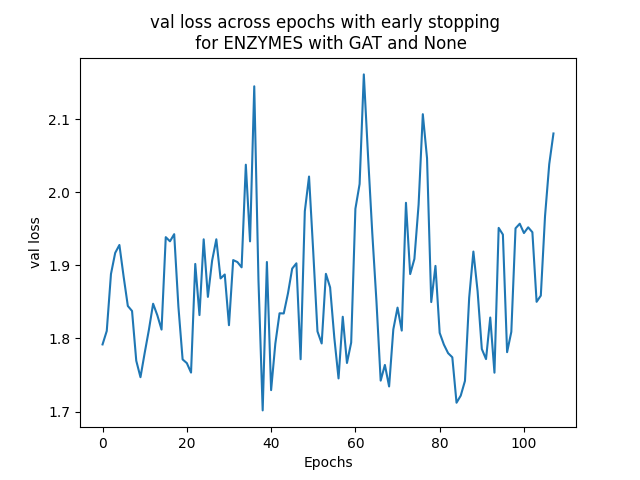 val loss across epochs with early stopping
for ENZYMES with GAT and None
val loss
2.1
2.0
1.9
1.8
1.7
0 20 40 60 80 100
Epochs